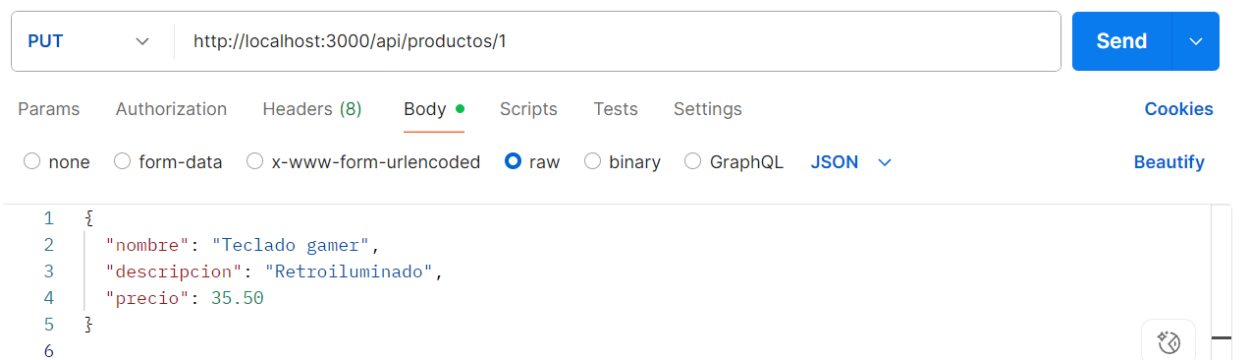 PUT http://localhost:3000/api/productos/1 Send
Params Authorization Headers (8) Body Scripts Tests Settings Cookies
none form-data x-www-form-urlencoded raw binary GraphQL JSON Beautify
1 {
2 "nombre": "Teclado gamer",
3 "descripcion": "Retroiluminado",
4 "precio": 35.50
5 }
6